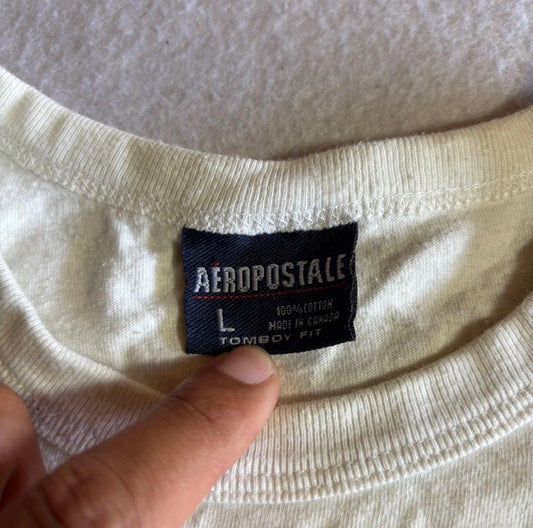 AÉROPOSTALE
L 100% COTTON
MADE IN CANADA
TOMBOY FIT